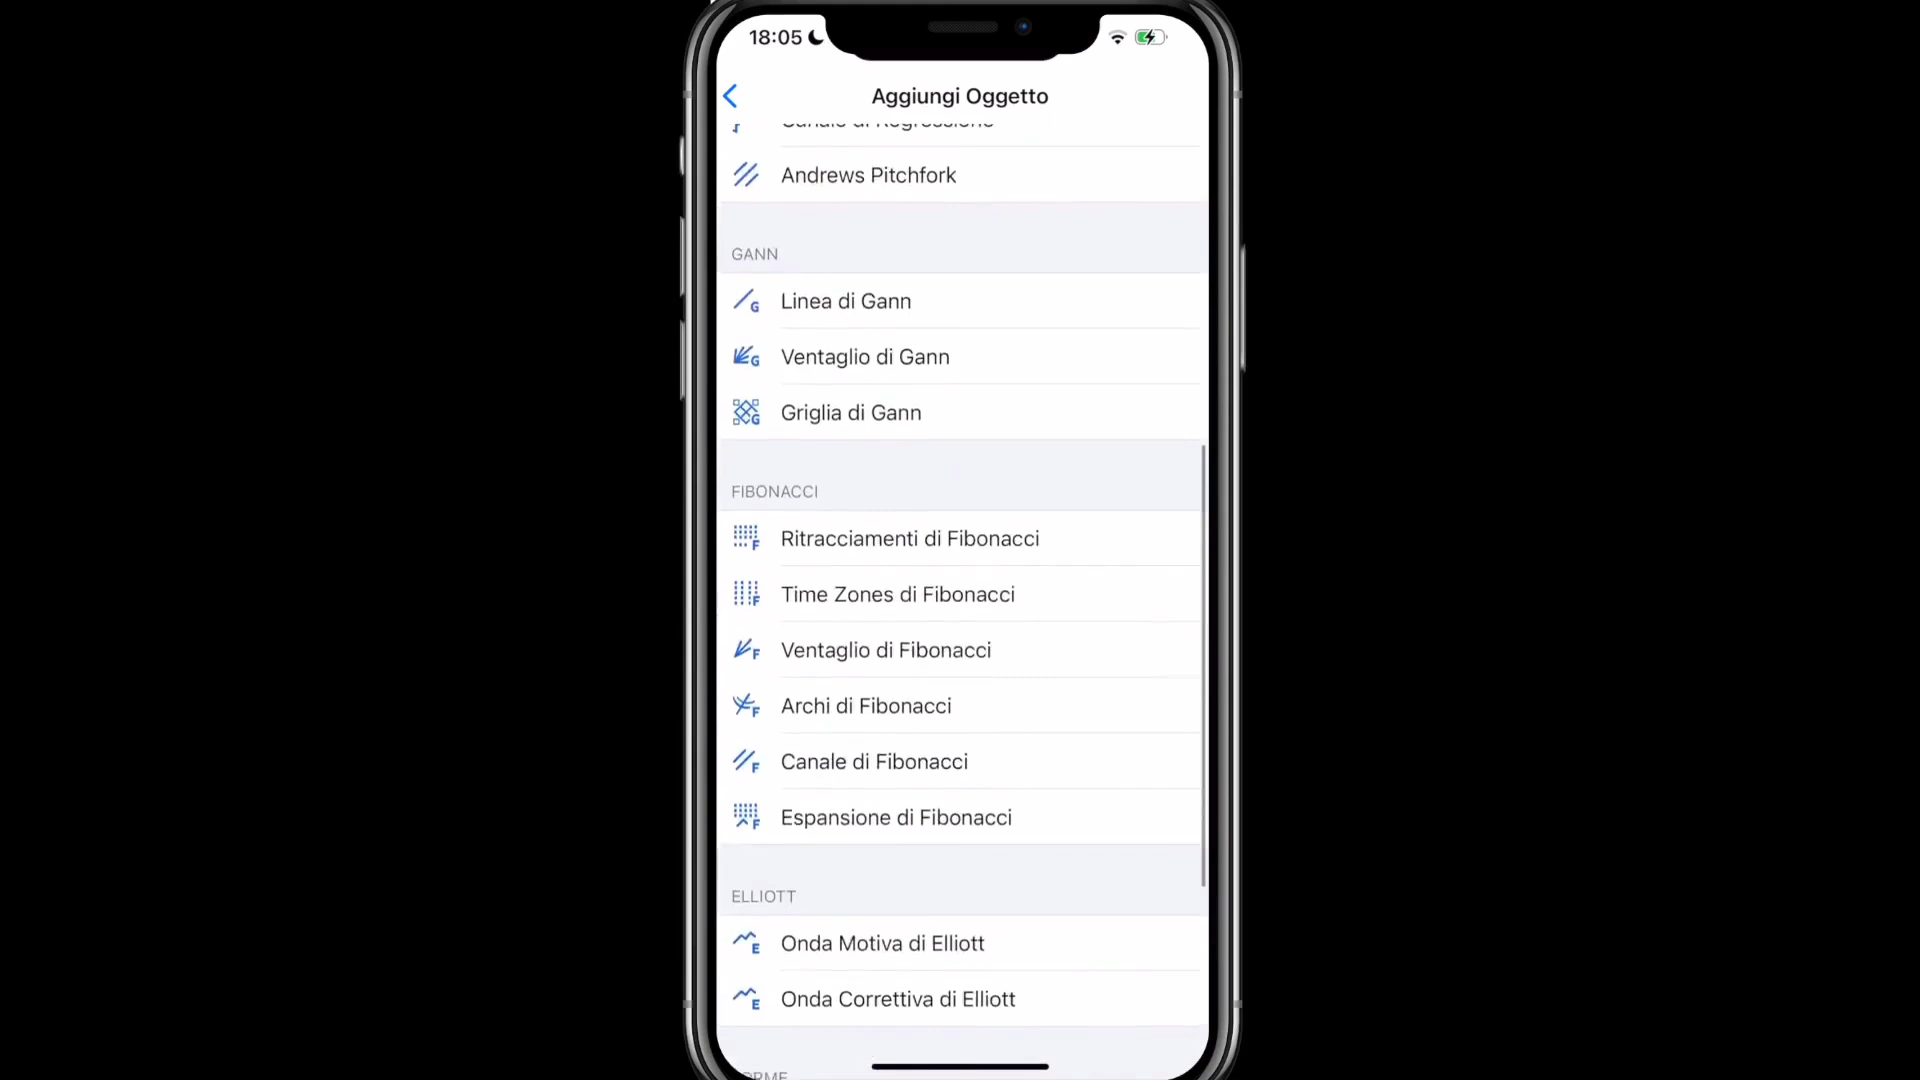 18:05
Aggiungi Oggetto
Andrews Pitchfork
GANN
Linea di Gann
Ventaglio di Gann
Griglia di Gann
FIBONACCI
Ritracciamenti di Fibonacci
Time Zones di Fibonacci
Ventaglio di Fibonacci
Archi di Fibonacci
Canale di Fibonacci
Espansione di Fibonacci
ELLIOTT
Onda Motiva di Elliott
Onda Correttiva di Elliott